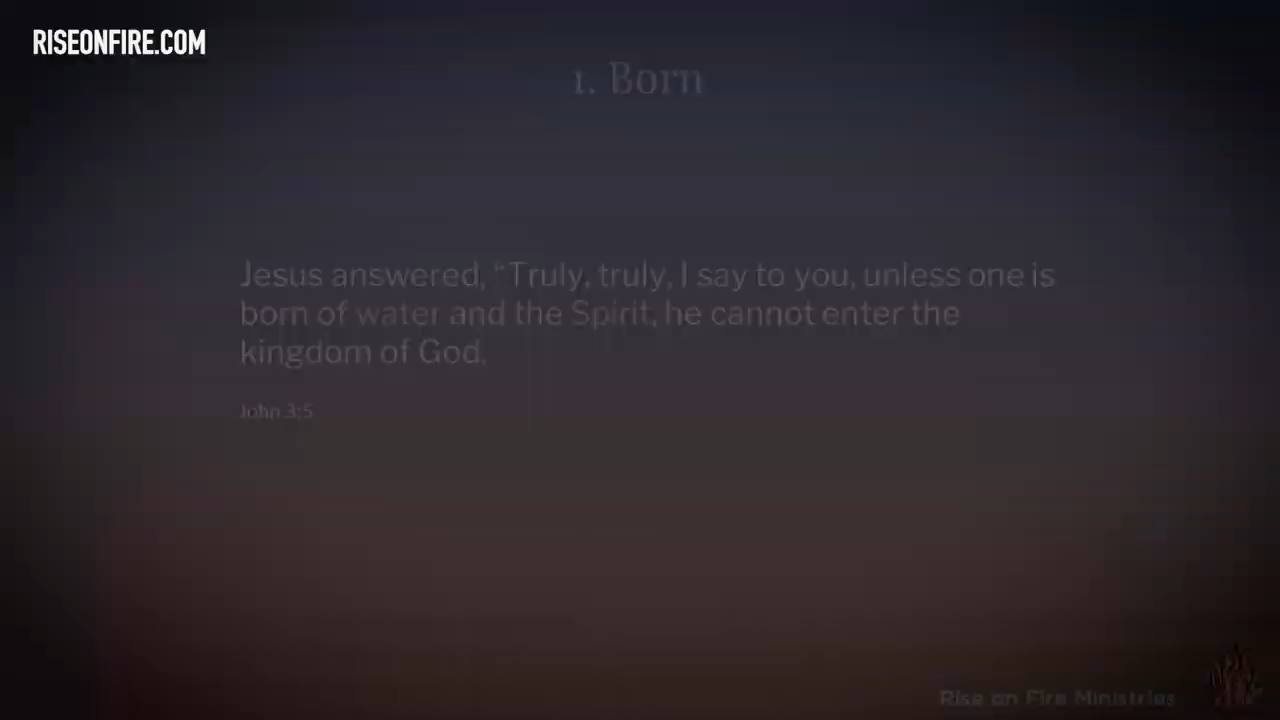 RISEONFIRE.COM
1. Born
Jesus answered, “Truly, truly, I say to you, unless one is
born of water and the Spirit, he cannot enter the
kingdom of God.
John 3:5
Rise on Fire Ministries